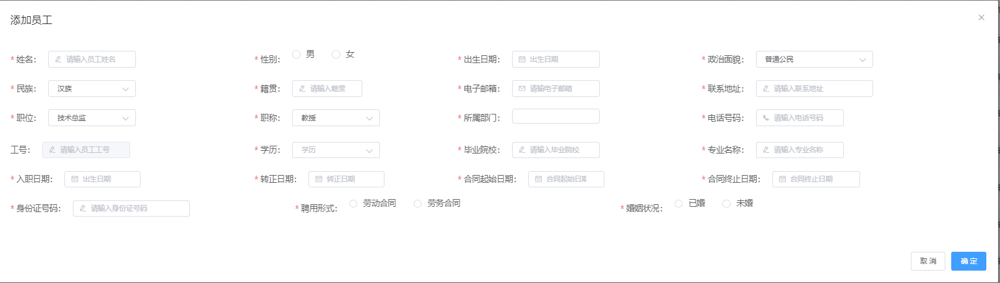 添加员工
* 姓名： 请输入员工姓名 * 性别： 男 女 * 出生日期： 出生日期 * 政治面貌： 普通公民
* 民族： 汉族 * 籍贯： 请输入籍贯 * 电子邮箱： 请输电子邮箱 * 联系地址： 请输入联系地址
* 职位： 技术总监 * 职称： 教授 * 所属部门： * 电话号码： 请输入电话号码
工号： 请输入员工工号 * 学历： 学历 * 毕业院校： 请输入毕业院校 * 专业名称： 请输入专业名称
* 入职日期： 出生日期 * 转正日期： 转正日期 * 合同起始日期： 合同起始日期 * 合同终止日期： 合同终止日期
* 身份证号码： 请输入身份证号码 * 聘用形式： 劳动合同 劳务合同 * 婚姻状况： 已婚 未婚
取消 确定